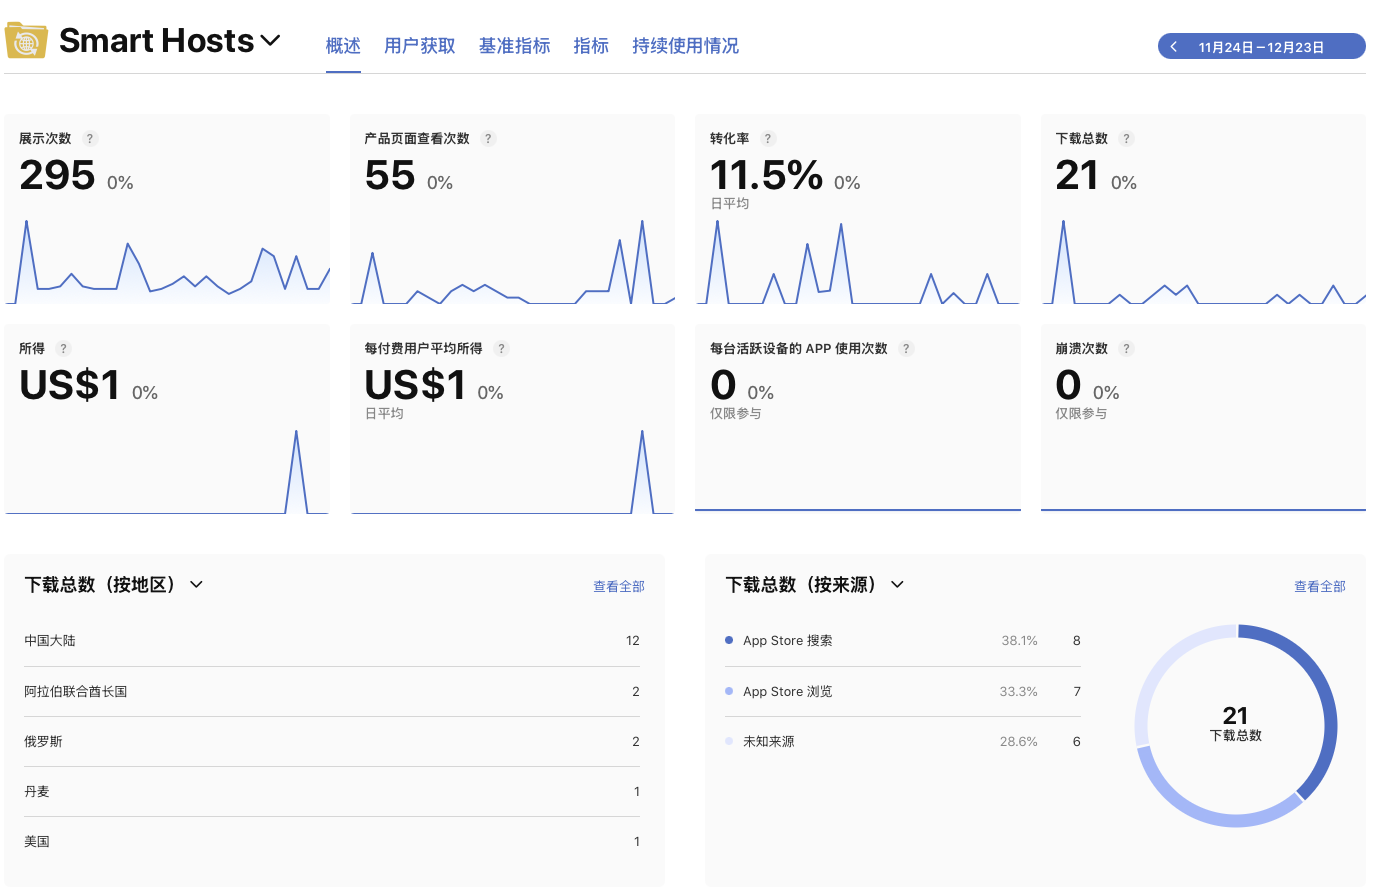 Smart Hosts
概述 用户获取 基准指标 指标 持续使用情况
11月24日 – 12月23日
展示次数 ?
295 0%
产品页面查看次数 ?
55 0%
转化率 ?
11.5% 0%
日平均
下载总数 ?
21 0%
所得 ?
US$1 0%
每付费用户平均所得 ?
US$1 0%
日平均
每台活跃设备的 APP 使用次数 ?
0 0%
仅限参与
崩溃次数 ?
0 0%
仅限参与
下载总数（按地区）
查看全部
中国大陆 12
阿拉伯联合酋长国 2
俄罗斯 2
丹麦 1
美国 1
下载总数（按来源）
查看全部
App Store 搜索 38.1% 8
App Store 浏览 33.3% 7
未知来源 28.6% 6
21
下载总数